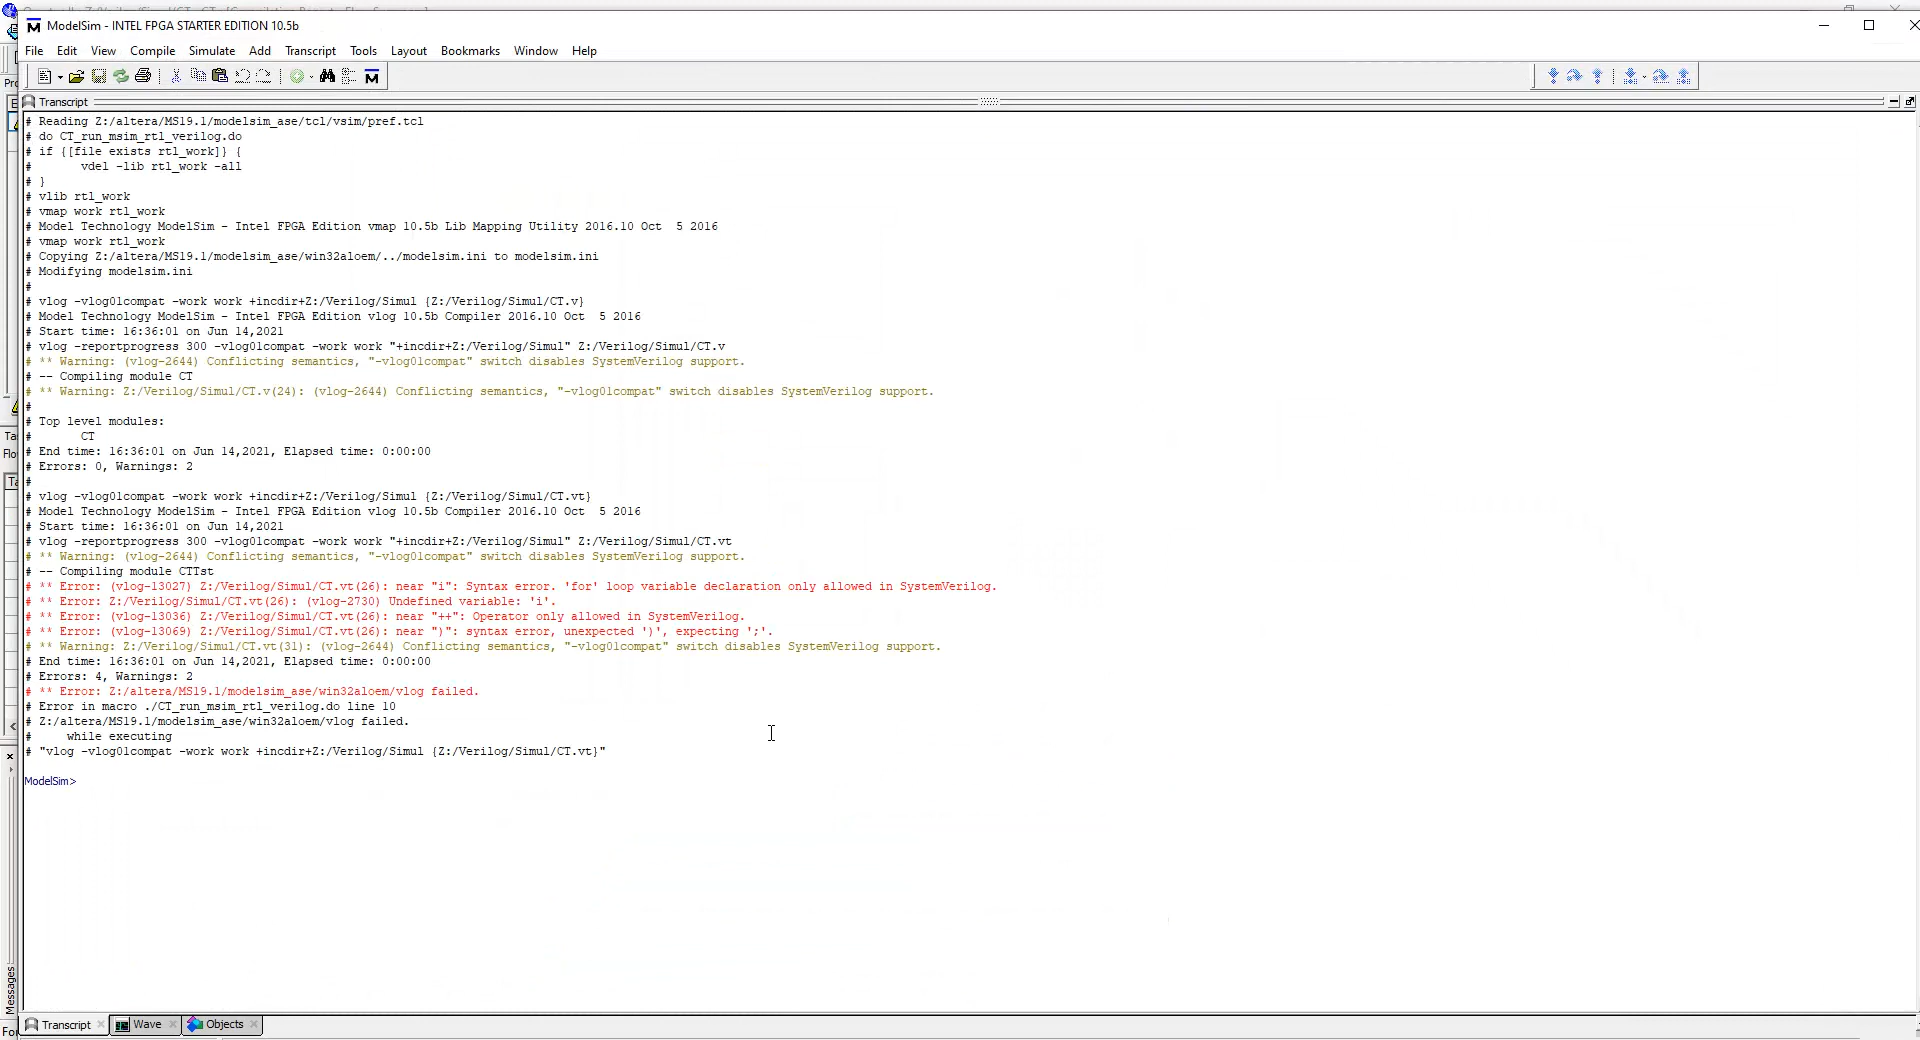 ModelSim - INTEL FPGA STARTER EDITION 10.5b
File Edit View Compile Simulate Add Transcript Tools Layout Bookmarks Window Help
Transcript
# Reading Z:/altera/MS19.1/modelsim_ase/tcl/vsim/pref.tcl
# do CT_run_msim_rtl_verilog.do
# if {[file exists rtl_work]} {
# vdel -lib rtl_work -all
# }
# vlib rtl_work
# vmap work rtl_work
# Model Technology ModelSim - Intel FPGA Edition vmap 10.5b Lib Mapping Utility 2016.10 Oct  5 2016
# vmap work rtl_work
# Copying Z:/altera/MS19.1/modelsim_ase/win32aloem/../modelsim.ini to modelsim.ini
# Modifying modelsim.ini
#
# vlog -vlog01compat -work work +incdir+Z:/Verilog/Simul {Z:/Verilog/Simul/CT.v}
# Model Technology ModelSim - Intel FPGA Edition vlog 10.5b Compiler 2016.10 Oct  5 2016
# Start time: 16:36:01 on Jun 14,2021
# vlog -reportprogress 300 -vlog01compat -work work "+incdir+Z:/Verilog/Simul" Z:/Verilog/Simul/CT.v
# ** Warning: (vlog-2644) Conflicting semantics, "-vlog01compat" switch disables SystemVerilog support.
# -- Compiling module CT
# ** Warning: Z:/Verilog/Simul/CT.v(24): (vlog-2644) Conflicting semantics, "-vlog01compat" switch disables SystemVerilog support.
#
# Top level modules:
# CT
# End time: 16:36:01 on Jun 14,2021, Elapsed time: 0:00:00
# Errors: 0, Warnings: 2
#
# vlog -vlog01compat -work work +incdir+Z:/Verilog/Simul {Z:/Verilog/Simul/CT.vt}
# Model Technology ModelSim - Intel FPGA Edition vlog 10.5b Compiler 2016.10 Oct  5 2016
# Start time: 16:36:01 on Jun 14,2021
# vlog -reportprogress 300 -vlog01compat -work work "+incdir+Z:/Verilog/Simul" Z:/Verilog/Simul/CT.vt
# ** Warning: (vlog-2644) Conflicting semantics, "-vlog01compat" switch disables SystemVerilog support.
# -- Compiling module CTTst
# ** Error: (vlog-13027) Z:/Verilog/Simul/CT.vt(26): near "i": Syntax error. 'for' loop variable declaration only allowed in SystemVerilog.
# ** Error: Z:/Verilog/Simul/CT.vt(26): (vlog-2730) Undefined variable: 'i'.
# ** Error: (vlog-13036) Z:/Verilog/Simul/CT.vt(26): near "++": Operator only allowed in SystemVerilog.
# ** Error: (vlog-13069) Z:/Verilog/Simul/CT.vt(26): near ")": syntax error, unexpected ')', expecting ';'.
# ** Warning: Z:/Verilog/Simul/CT.vt(31): (vlog-2644) Conflicting semantics, "-vlog01compat" switch disables SystemVerilog support.
# End time: 16:36:01 on Jun 14,2021, Elapsed time: 0:00:00
# Errors: 4, Warnings: 2
# ** Error: Z:/altera/MS19.1/modelsim_ase/win32aloem/vlog failed.
# Error in macro ./CT_run_msim_rtl_verilog.do line 10
# Z:/altera/MS19.1/modelsim_ase/win32aloem/vlog failed.
# while executing
# "vlog -vlog01compat -work work +incdir+Z:/Verilog/Simul {Z:/Verilog/Simul/CT.vt}"
ModelSim>
Messages
Transcript Wave Objects